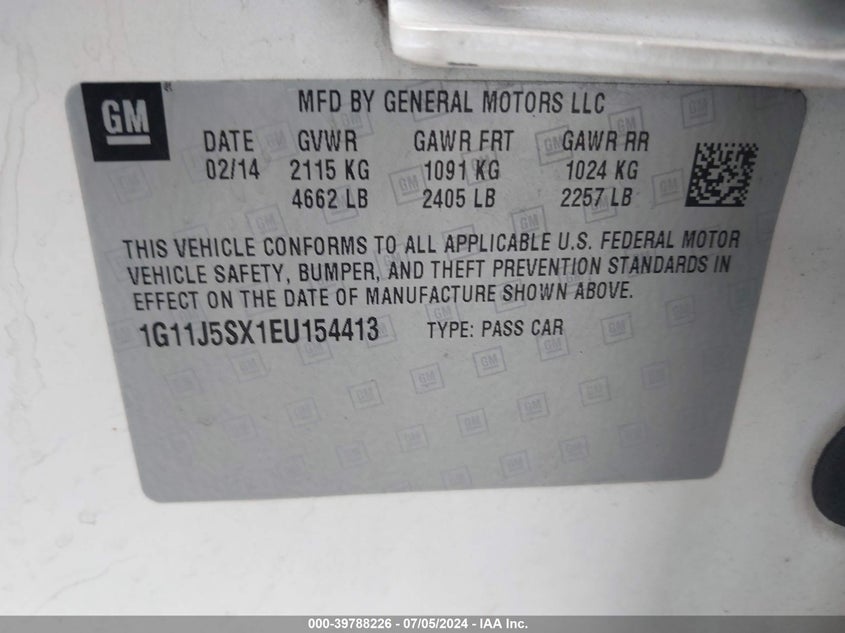 GM
MFD BY GENERAL MOTORS LLC
DATE GVWR GAWR FRT GAWR RR
02/14 2115 KG 1091 KG 1024 KG
4662 LB 2405 LB 2257 LB
THIS VEHICLE CONFORMS TO ALL APPLICABLE U.S. FEDERAL MOTOR
VEHICLE SAFETY, BUMPER, AND THEFT PREVENTION STANDARDS IN
EFFECT ON THE DATE OF MANUFACTURE SHOWN ABOVE.
1G11J5SX1EU154413 TYPE: PASS CAR
000-39788226 - 07/05/2024 - IAA Inc.